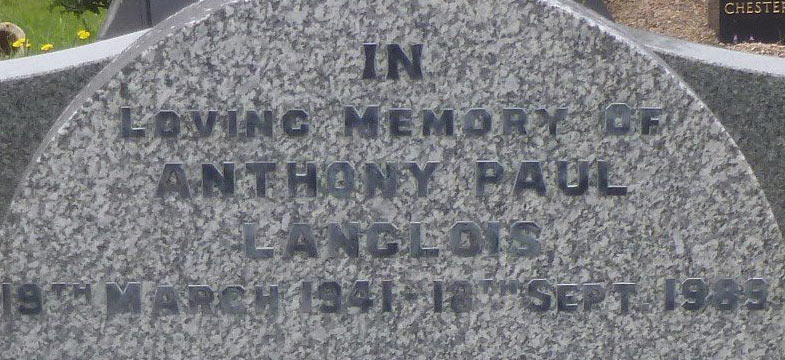 CHESTER
IN
LOVING MEMORY OF
ANTHONY PAUL
LANGLOIS
19TH MARCH 1941 - 18TH SEPT 1989